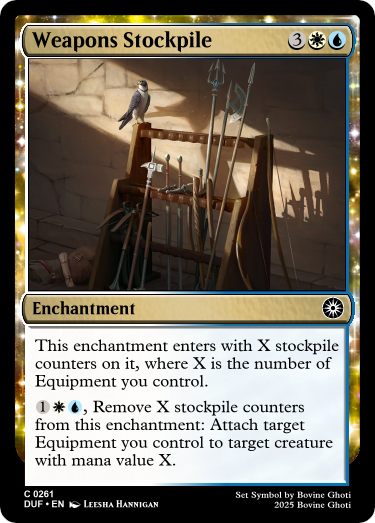 Weapons Stockpile 3
Enchantment
This enchantment enters with X stockpile
counters on it, where X is the number of
Equipment you control.
1, Remove X stockpile counters
from this enchantment: Attach target
Equipment you control to target creature
with mana value X.
C 0261
DUF • EN LEESHA HANNIGAN
Set Symbol by Bovine Ghoti
2025 Bovine Ghoti